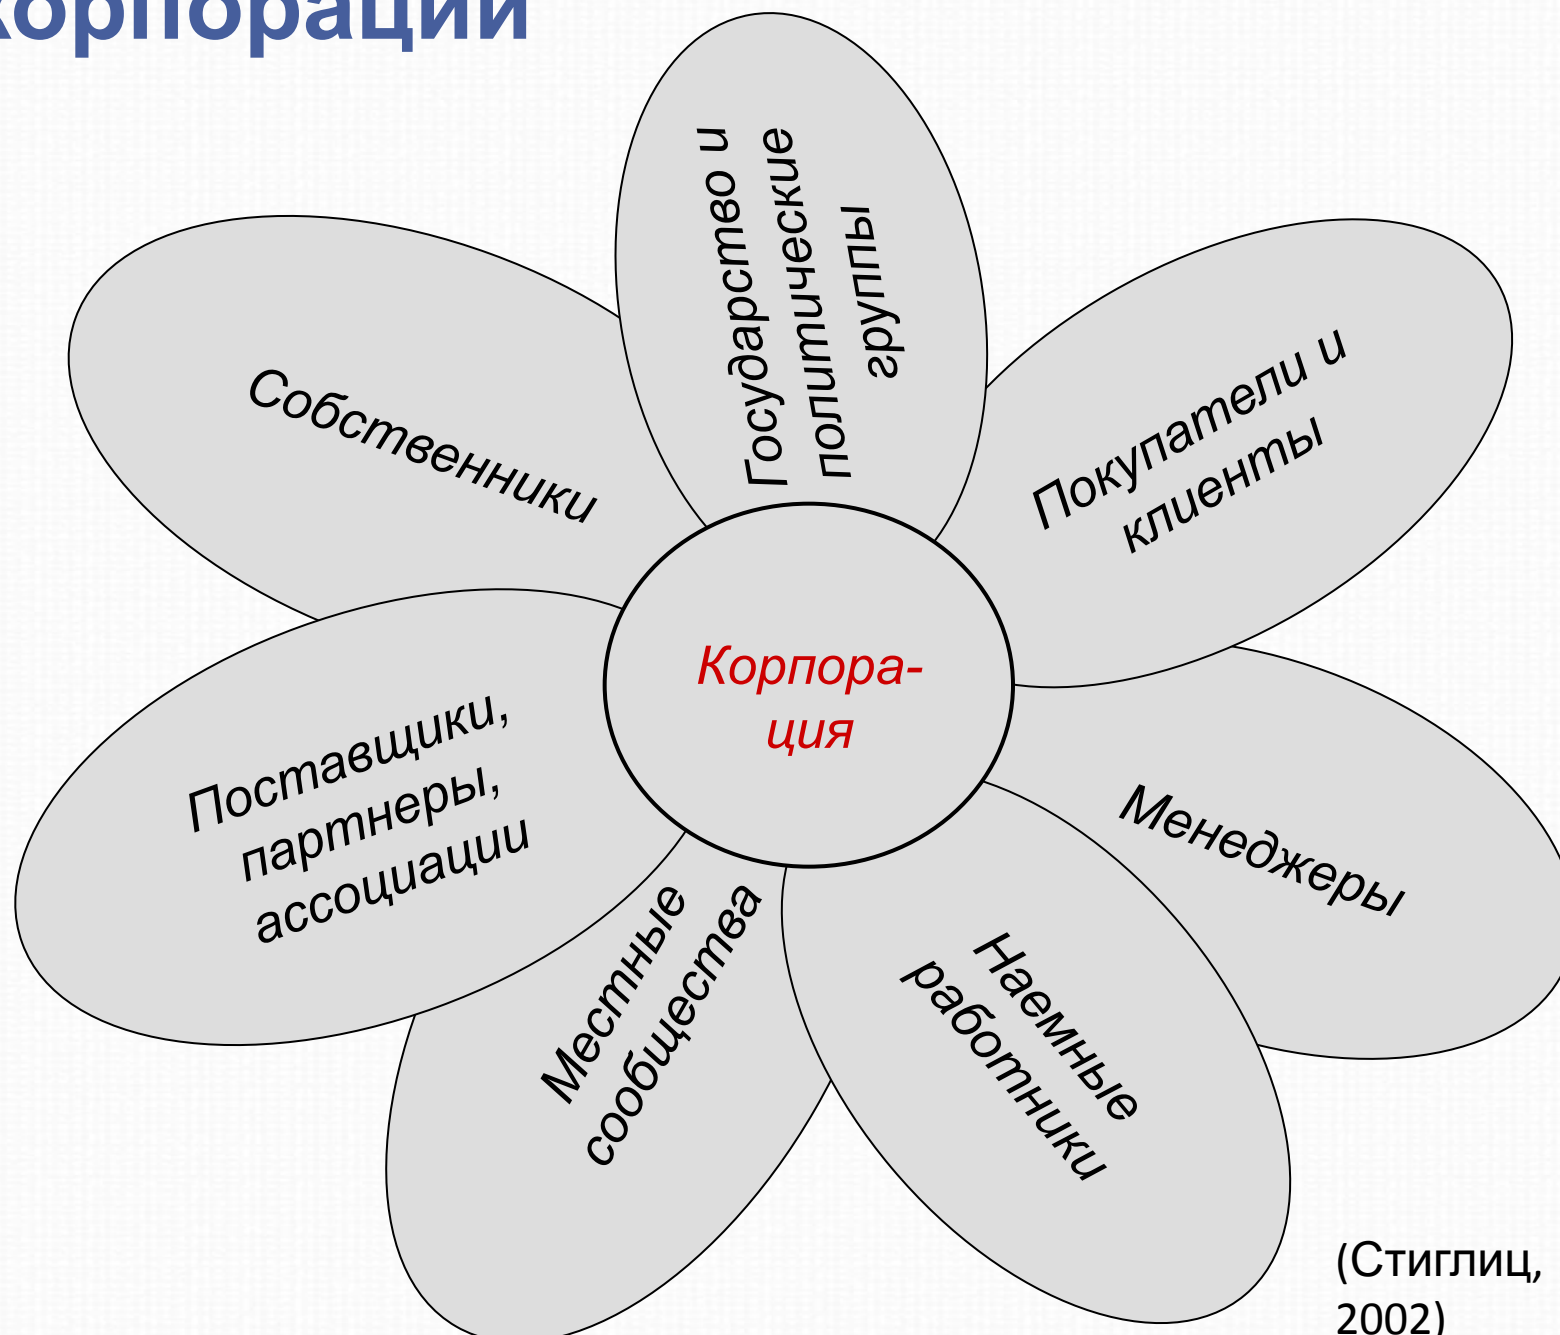 корпорации
Государство и
политические
группы
Собственники
Покупатели и
клиенты
Корпора-
ция
Поставщики,
партнеры,
ассоциации
Менеджеры
Местные
сообщества
Наемные
работники
(Стиглиц,
2002)